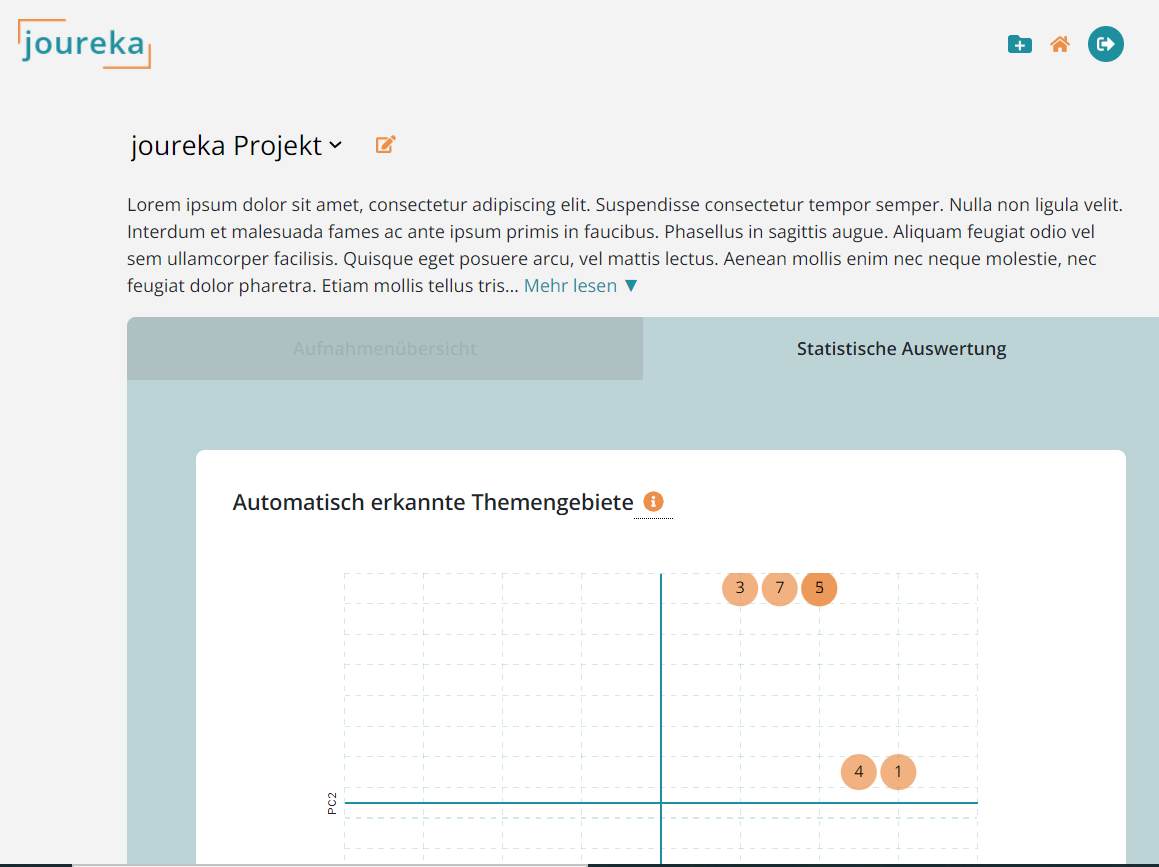 joureka
joureka Projekt
Lorem ipsum dolor sit amet, consectetur adipiscing elit. Suspendisse consectetur tempor semper. Nulla non ligula velit.
Interdum et malesuada fames ac ante ipsum primis in faucibus. Phasellus in sagittis augue. Aliquam feugiat odio vel
sem ullamcorper facilisis. Quisque eget posuere arcu, vel mattis lectus. Aenean mollis enim nec neque molestie, nec
feugiat dolor pharetra. Etiam mollis tellus tris... Mehr lesen ▼
Aufnahmenübersicht
Statistische Auswertung
Automatisch erkannte Themengebiete
3 7 5
4 1
PC2